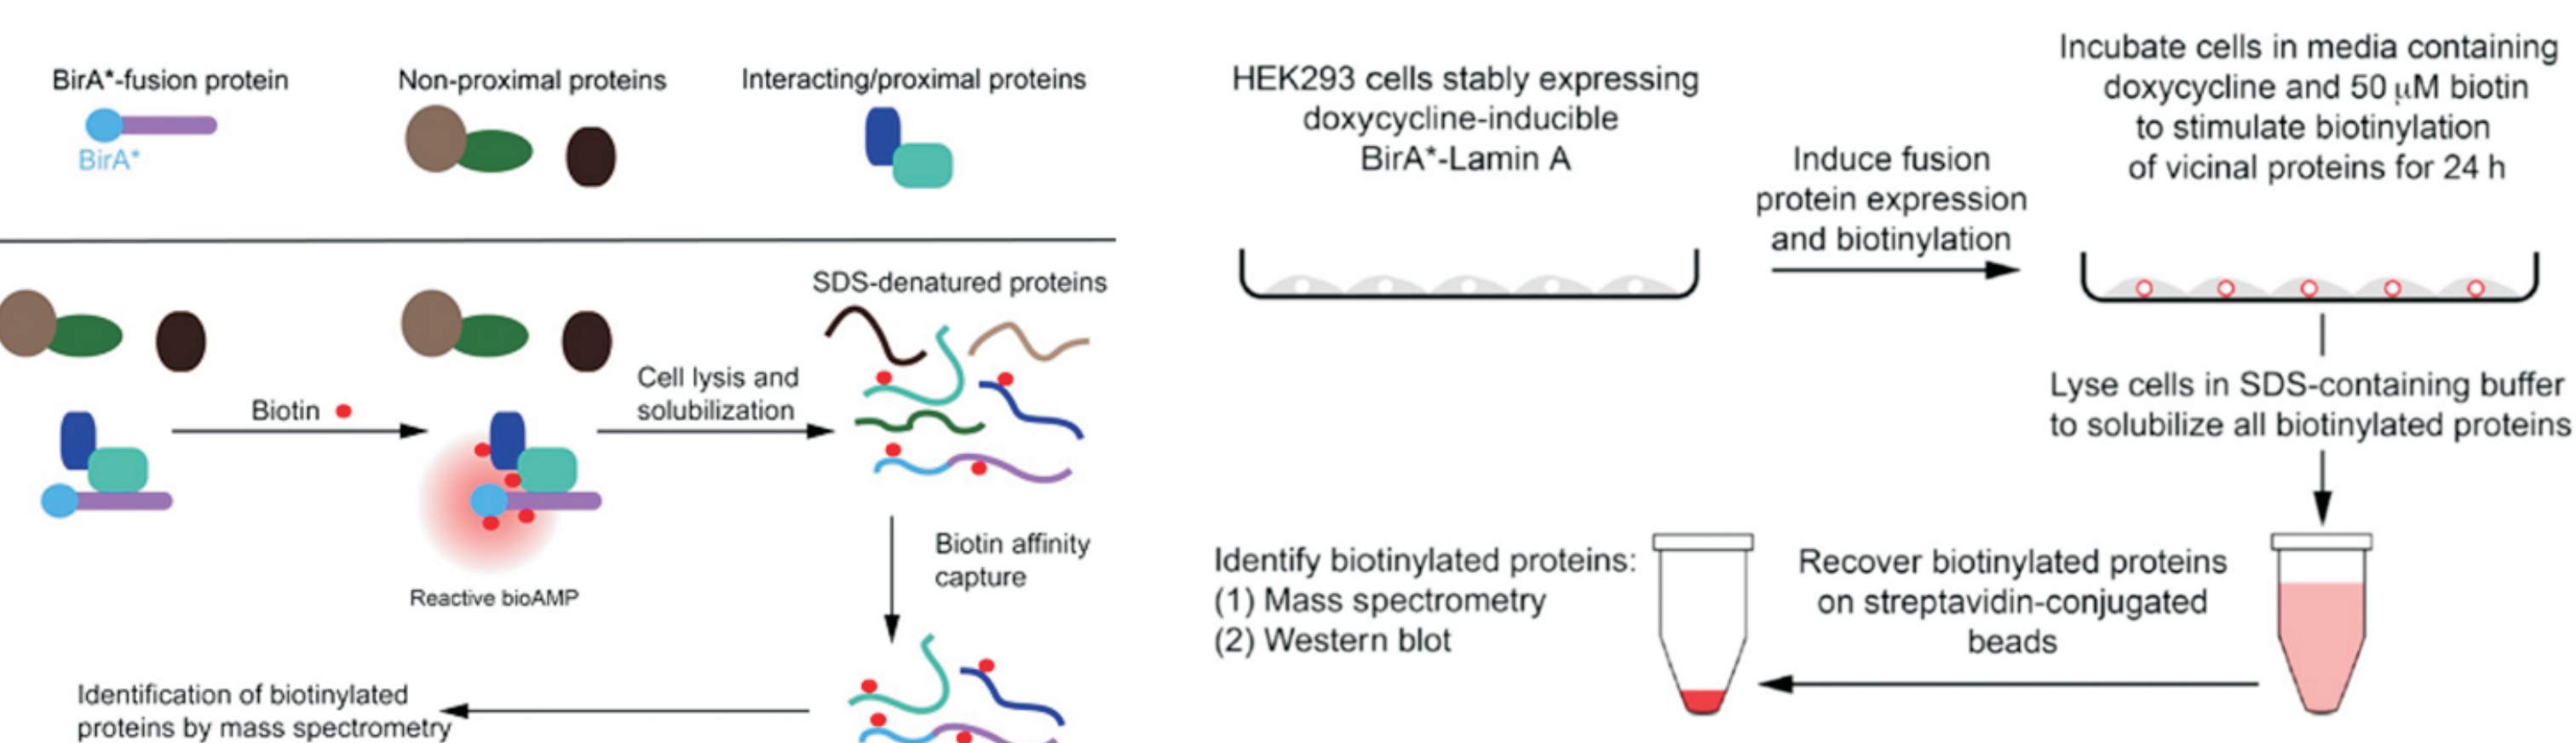 BirA*-fusion protein
BirA*
Non-proximal proteins
Interacting/proximal proteins
Biotin
Reactive bioAMP
Cell lysis and
solubilization
SDS-denatured proteins
Biotin affinity
capture
Identification of biotinylated
proteins by mass spectrometry
HEK293 cells stably expressing
doxycycline-inducible
BirA*-Lamin A
Induce fusion
protein expression
and biotinylation
Incubate cells in media containing
doxycycline and 50 μM biotin
to stimulate biotinylation
of vicinal proteins for 24 h
Lyse cells in SDS-containing buffer
to solubilize all biotinylated proteins
Recover biotinylated proteins
on streptavidin-conjugated
beads
Identify biotinylated proteins:
(1) Mass spectrometry
(2) Western blot